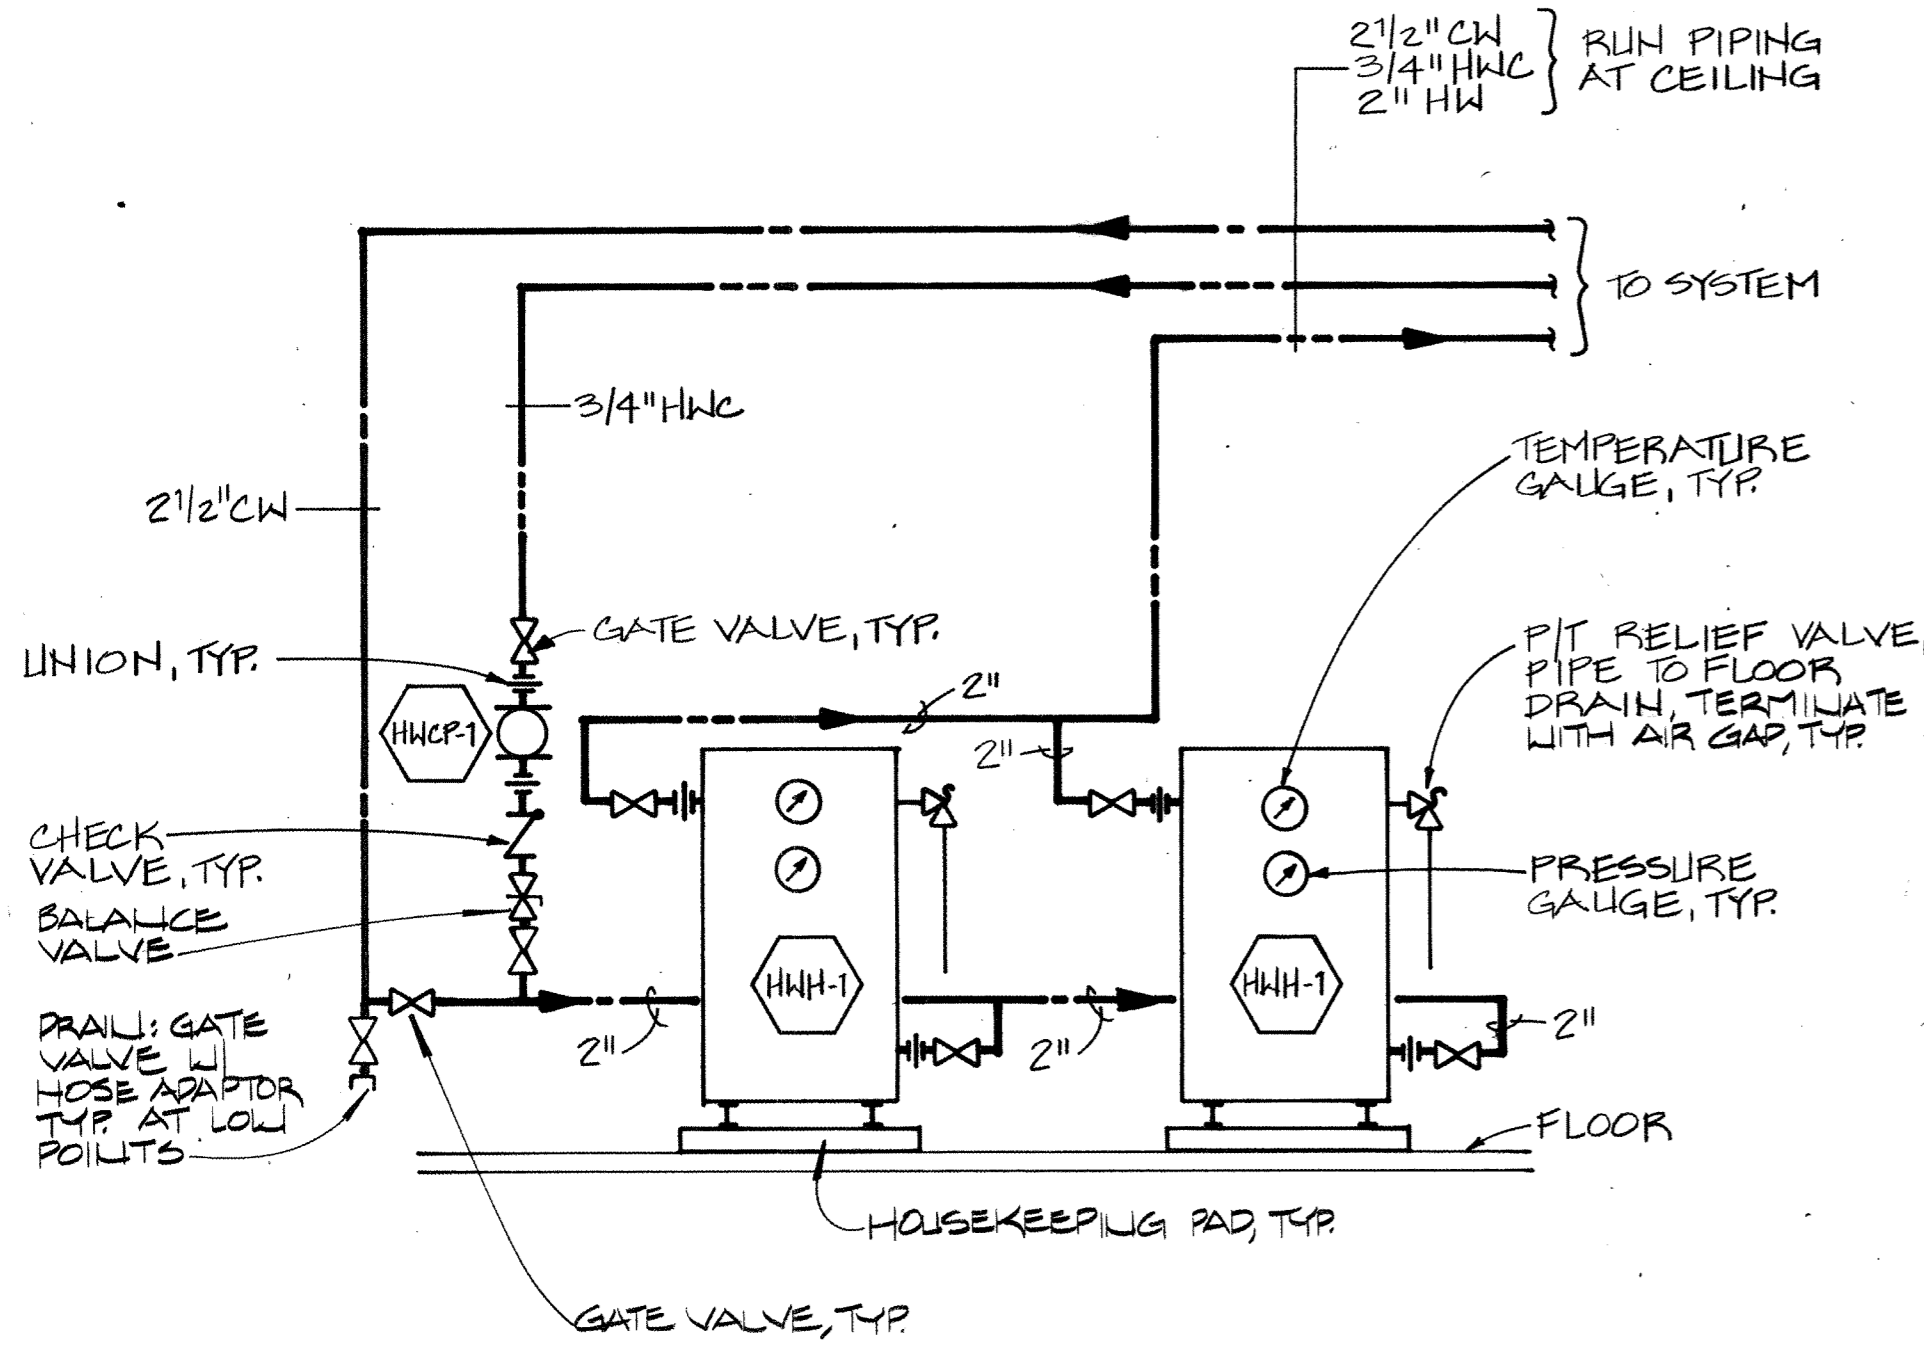 2 1/2" CW
3/4" HWC
2" HW
RUN PIPING
AT CEILING
TO SYSTEM
3/4" HWC
2 1/2" CW
TEMPERATURE
GAUGE, TYP.
GATE VALVE, TYP.
UNION, TYP.
P/T RELIEF VALVE,
PIPE TO FLOOR
DRAIN, TERMINATE
WITH AIR GAP, TYP.
2"
2"
HWCP-1
CHECK
VALVE, TYP.
BALANCE
VALVE
PRESSURE
GAUGE, TYP.
HWH-1
HWH-1
DRAIN: GATE
VALVE W/
HOSE ADAPTOR
TYP. AT LOW
POINTS
2"
2"
2"
FLOOR
HOUSEKEEPING PAD, TYP.
GATE VALVE, TYP.